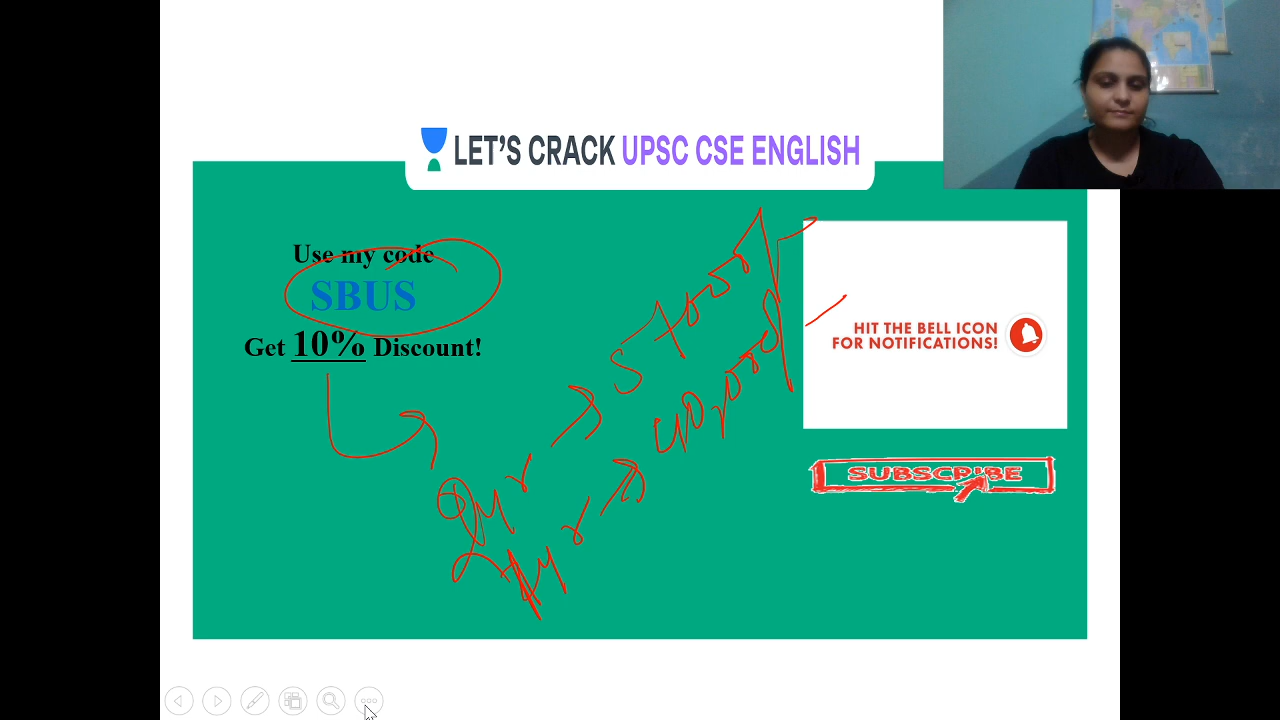 LET'S CRACK UPSC CSE ENGLISH
Use my code
SBUS
Get 10% Discount!
HIT THE BELL ICON
FOR NOTIFICATIONS!
SUBSCRIBE